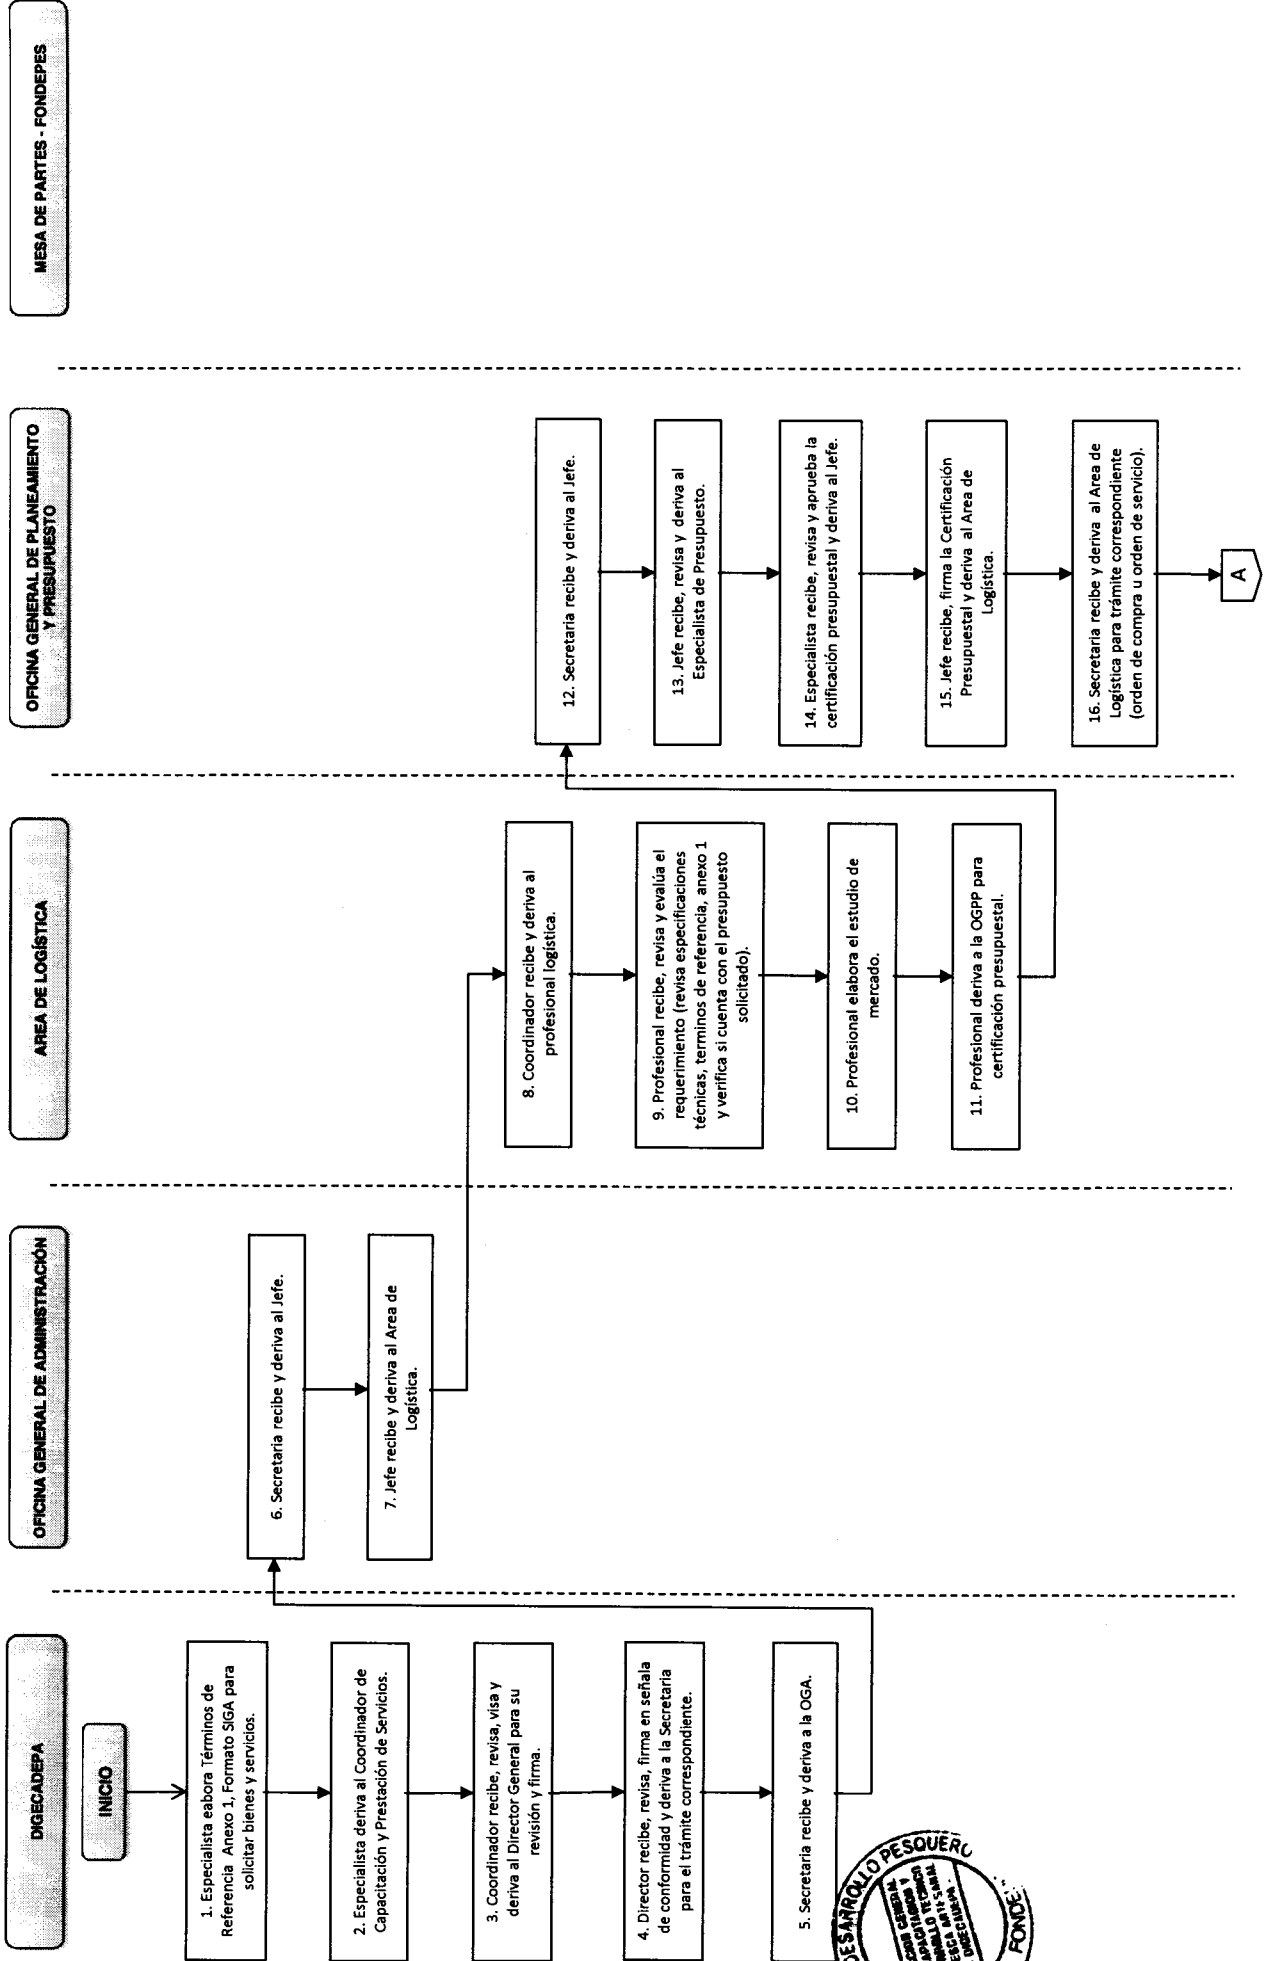 DIGECADEPA
OFICINA GENERAL DE ADMINISTRACIÓN
AREA DE LOGÍSTICA
OFICINA GENERAL DE PLANEAMIENTO
Y PRESUPUESTO
MESA DE PARTES - FONDEPES
INICIO
1. Especialista eabora Términos de
Referencia Anexo 1, Formato SIGA para
solicitar bienes y servicios.
2. Especialista deriva al Coordinador de
Capacitación y Prestación de Servicios.
3. Coordinador recibe, revisa, visa y
deriva al Director General para su
revisión y firma.
4. Director recibe, revisa, firma en señala
de conformidad y deriva a la Secretaria
para el trámite correspondiente.
5. Secretaria recibe y deriva a la OGA.
6. Secretaria recibe y deriva al Jefe.
7. Jefe recibe y deriva al Area de
Logística.
8. Coordinador recibe y deriva al
profesional logística.
9. Profesional recibe, revisa y evalúa el
requerimiento (revisa especificaciones
técnicas, terminos de referencia, anexo 1
y verifica si cuenta con el presupuesto
solicitado).
10. Profesional elabora el estudio de
mercado.
11. Profesional deriva a la OGPP para
certificación presupuestal.
12. Secretaria recibe y deriva al Jefe.
13. Jefe recibe, revisa y deriva al
Especialista de Presupuesto.
14. Especialista recibe, revisa y aprueba la
certificación presupuestal y deriva al Jefe.
15. Jefe recibe, firma la Certificación
Presupuestal y deriva al Area de
Logística.
16. Secretaria recibe y deriva al Area de
Logística para trámite correspondiente
(orden de compra u orden de servicio).
A
PESQUERO
GENERAL
TECNICO